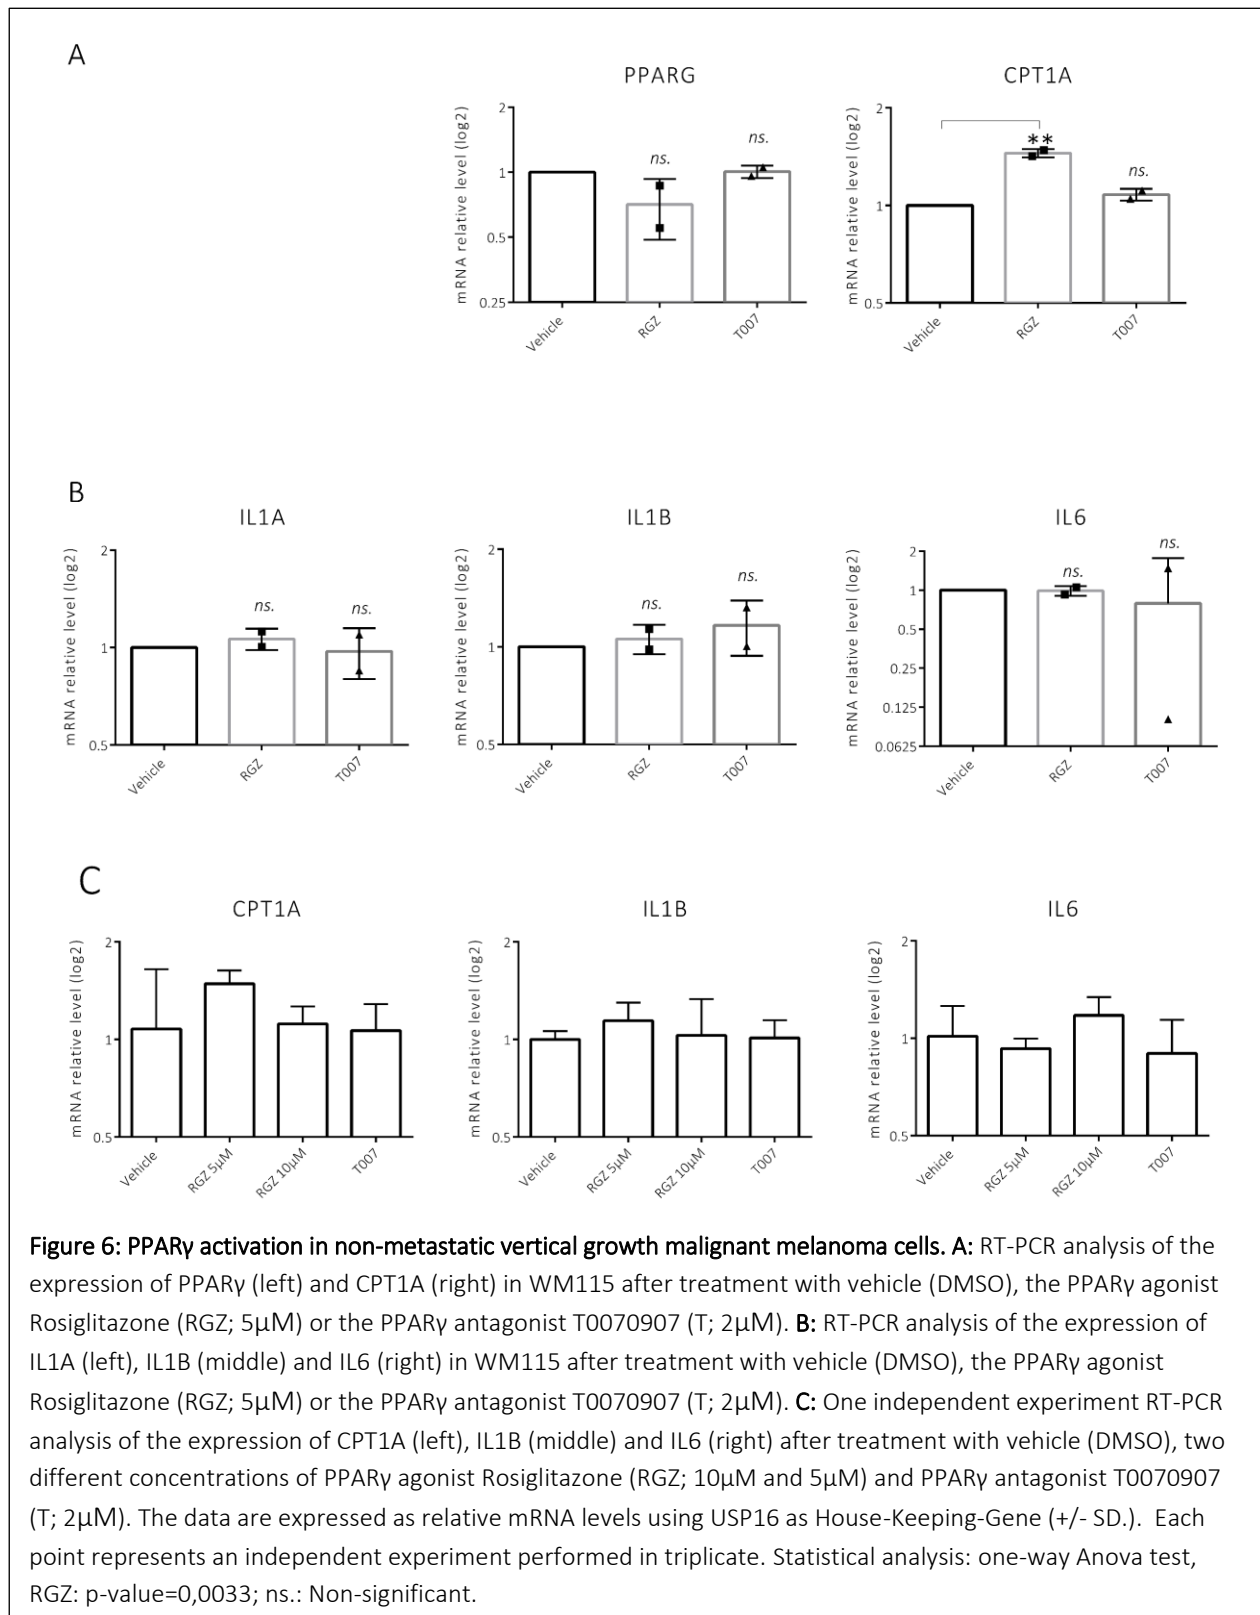 A
PPARG
CPT1A
mRNA relative level (log2)
2
1
0.5
0.25
ns.
ns.
Vehicle
RGZ
T007
mRNA relative level (log2)
2
1
0.5
**
ns.
Vehicle
RGZ
T007
B
IL1A
IL1B
IL6
mRNA relative level (log2)
2
1
0.5
ns.
ns.
Vehicle
RGZ
T007
mRNA relative level (log2)
2
1
0.5
ns.
ns.
Vehicle
RGZ
T007
mRNA relative level (log2)
2
1
0.5
0.25
0.125
0.0625
ns.
ns.
Vehicle
RGZ
T007
C
CPT1A
IL1B
IL6
mRNA relative level (log2)
2
1
0.5
Vehicle
RGZ 5µM
RGZ 10µM
T007
mRNA relative level (log2)
2
1
0.5
Vehicle
RGZ 5µM
RGZ 10µM
T007
mRNA relative level (log2)
2
1
0.5
Vehicle
RGZ 5µM
RGZ 10µM
T007
Figure 6: PPARγ activation in non-metastatic vertical growth malignant melanoma cells. A: RT-PCR analysis of the
expression of PPARγ (left) and CPT1A (right) in WM115 after treatment with vehicle (DMSO), the PPARγ agonist
Rosiglitazone (RGZ; 5µM) or the PPARγ antagonist T0070907 (T; 2µM). B: RT-PCR analysis of the expression of
IL1A (left), IL1B (middle) and IL6 (right) in WM115 after treatment with vehicle (DMSO), the PPARγ agonist
Rosiglitazone (RGZ; 5µM) or the PPARγ antagonist T0070907 (T; 2µM). C: One independent experiment RT-PCR
analysis of the expression of CPT1A (left), IL1B (middle) and IL6 (right) after treatment with vehicle (DMSO), two
different concentrations of PPARγ agonist Rosiglitazone (RGZ; 10µM and 5µM) and PPARγ antagonist T0070907
(T; 2µM). The data are expressed as relative mRNA levels using USP16 as House-Keeping-Gene (+/- SD.). Each
point represents an independent experiment performed in triplicate. Statistical analysis: one-way Anova test,
RGZ: p-value=0,0033; ns.: Non-significant.